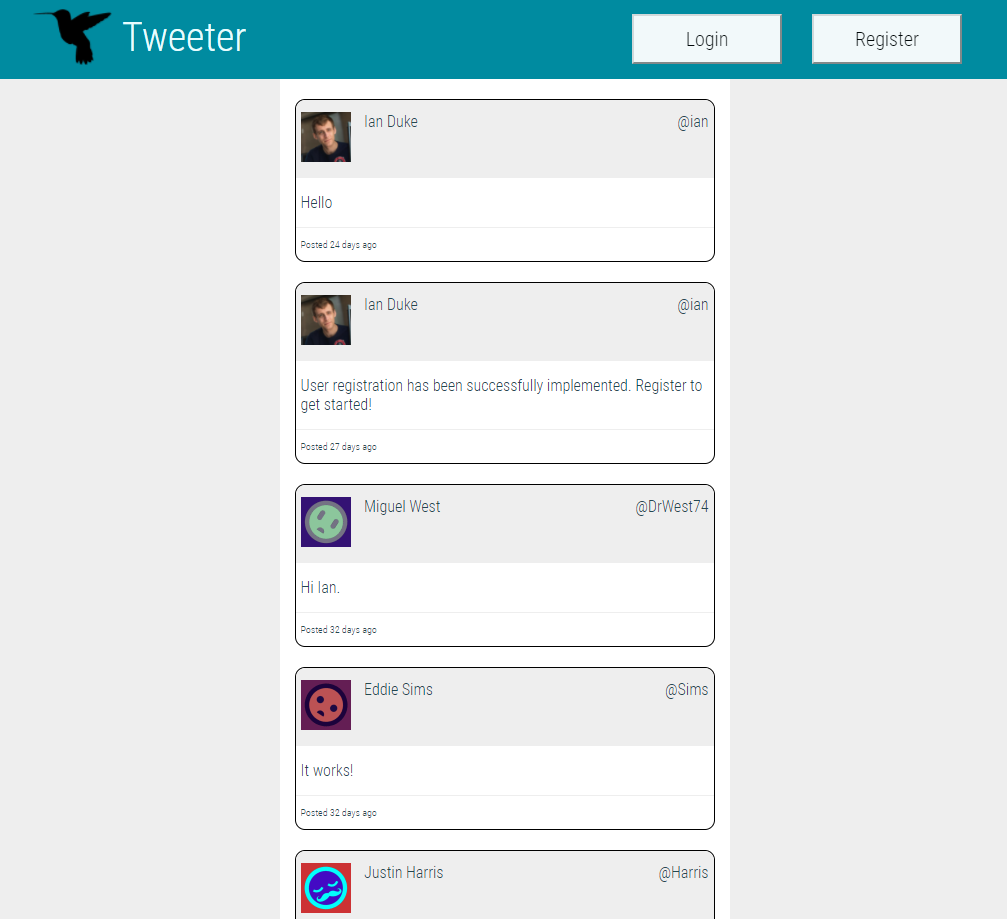 Tweeter
Login
Register
Ian Duke
@ian
Hello
Posted 24 days ago
Ian Duke
@ian
User registration has been successfully implemented. Register to
get started!
Posted 27 days ago
Miguel West
@DrWest74
Hi Ian.
Posted 32 days ago
Eddie Sims
@Sims
It works!
Posted 32 days ago
Justin Harris
@Harris